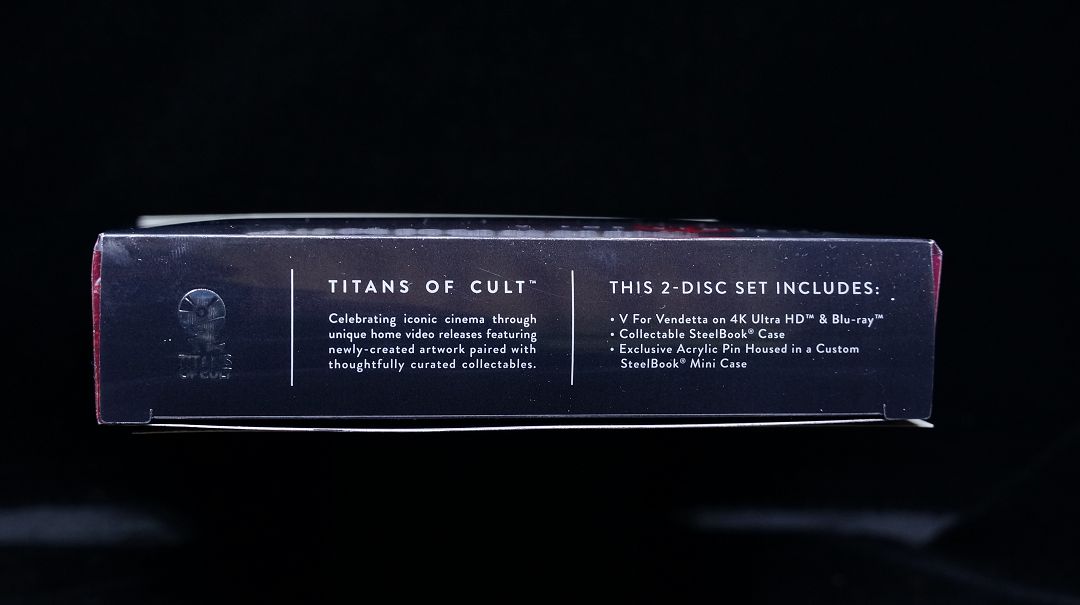 TITANS OF CULT™
Celebrating iconic cinema through
unique home video releases featuring
newly-created artwork paired with
thoughtfully curated collectables.
THIS 2-DISC SET INCLUDES:
• V For Vendetta on 4K Ultra HD™ & Blu-ray™
• Collectable SteelBook® Case
• Exclusive Acrylic Pin Housed in a Custom
SteelBook® Mini Case